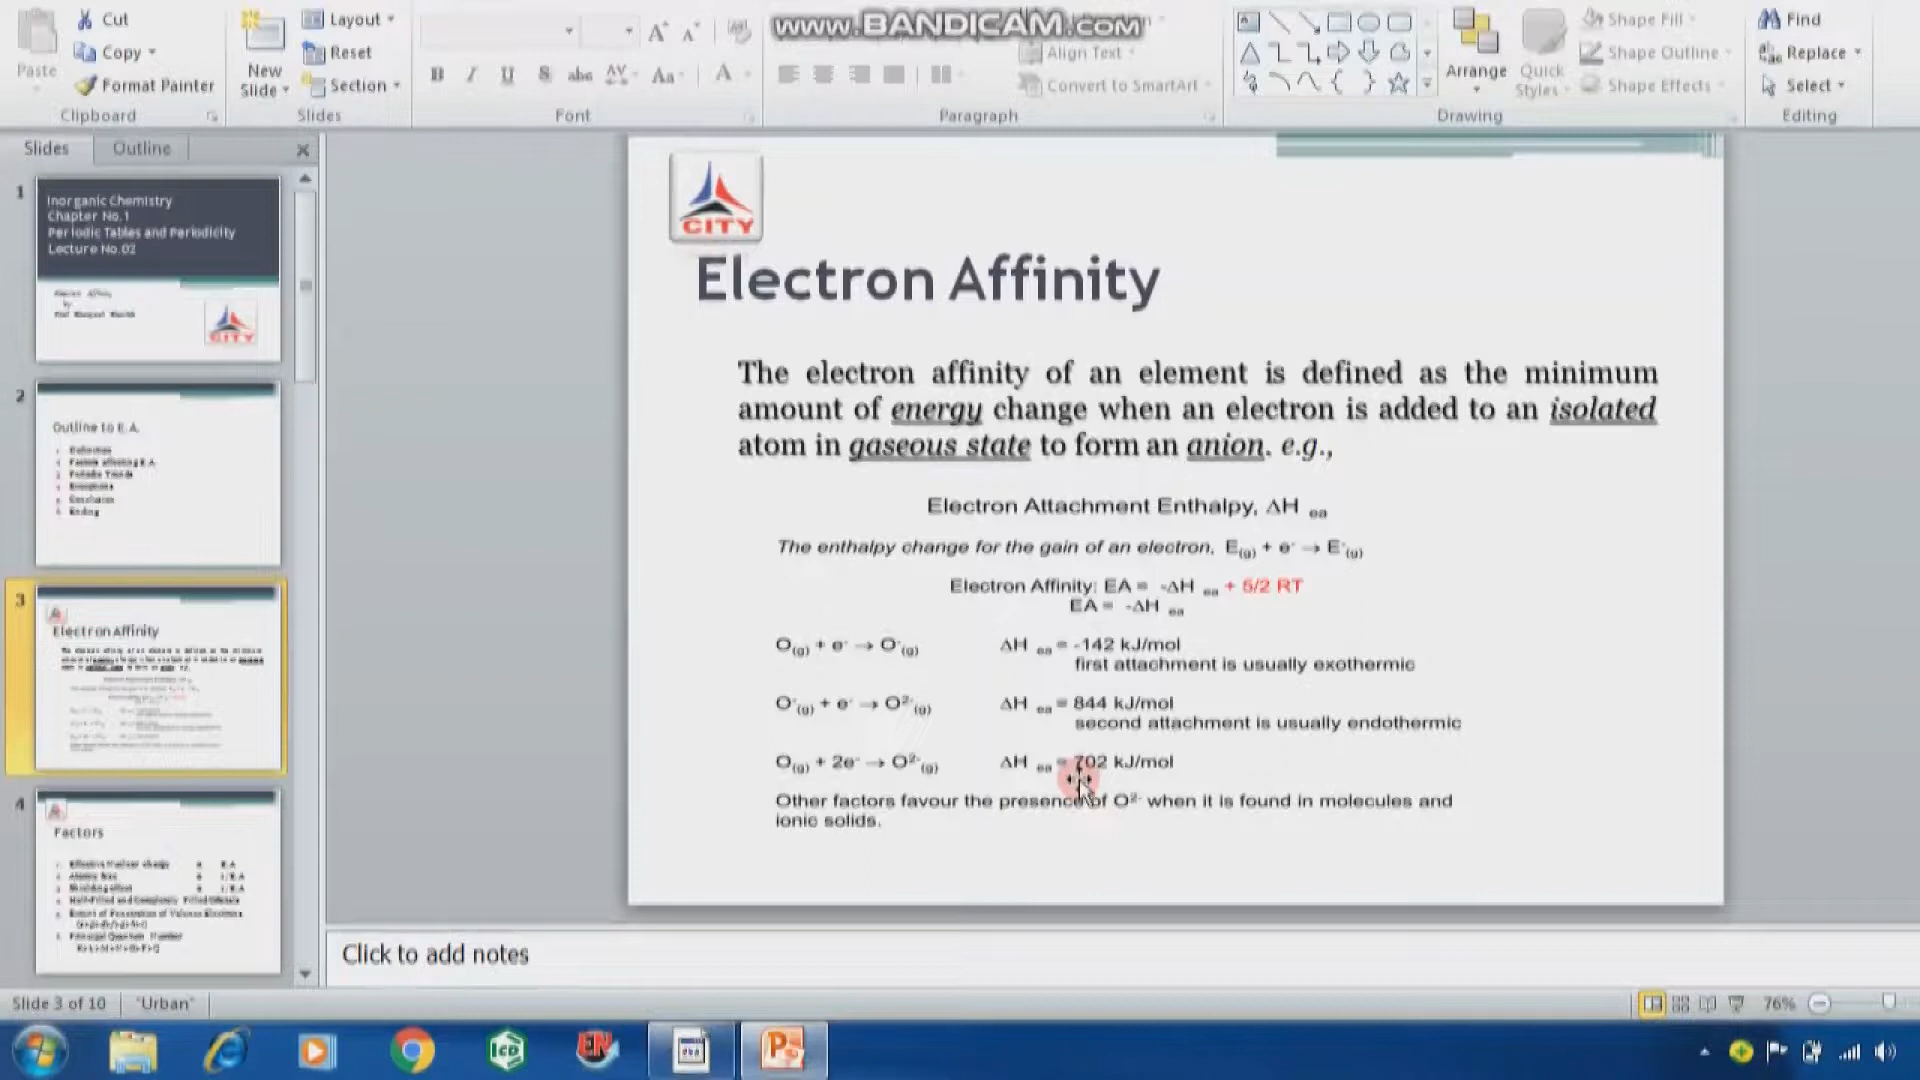 Cut
Copy
Paste
Format Painter
Clipboard
New
Slide
Layout
Reset
Section
Slides
Font
www.BANDICAM.com
Align Text
Convert to SmartArt
Paragraph
Arrange
Quick
Styles
Shape Fill
Shape Outline
Shape Effects
Drawing
Find
Replace
Select
Editing
Slides
Outline
1
Inorganic Chemistry
Chapter No.1
Periodic Tables and Periodicity
Lecture No.02
CITY
2
Outline to E.A.
3
Electron Affinity
4
Factors
CITY
Electron Affinity
The electron affinity of an element is defined as the minimum
amount of energy change when an electron is added to an isolated
atom in gaseous state to form an anion. e.g.,
Electron Attachment Enthalpy, ΔH ea
The enthalpy change for the gain of an electron, E(g) + e- → E-(g)
Electron Affinity: EA = -ΔH ea + 5/2 RT
EA = -ΔH ea
O(g) + e- → O-(g) ΔH ea = -142 kJ/mol
first attachment is usually exothermic
O-(g) + e- → O2-(g) ΔH ea = 844 kJ/mol
second attachment is usually endothermic
O(g) + 2e- → O2-(g) ΔH ea = 702 kJ/mol
Other factors favour the presence of O2- when it is found in molecules and
ionic solids.
Click to add notes
Slide 3 of 10
"Urban"
76%